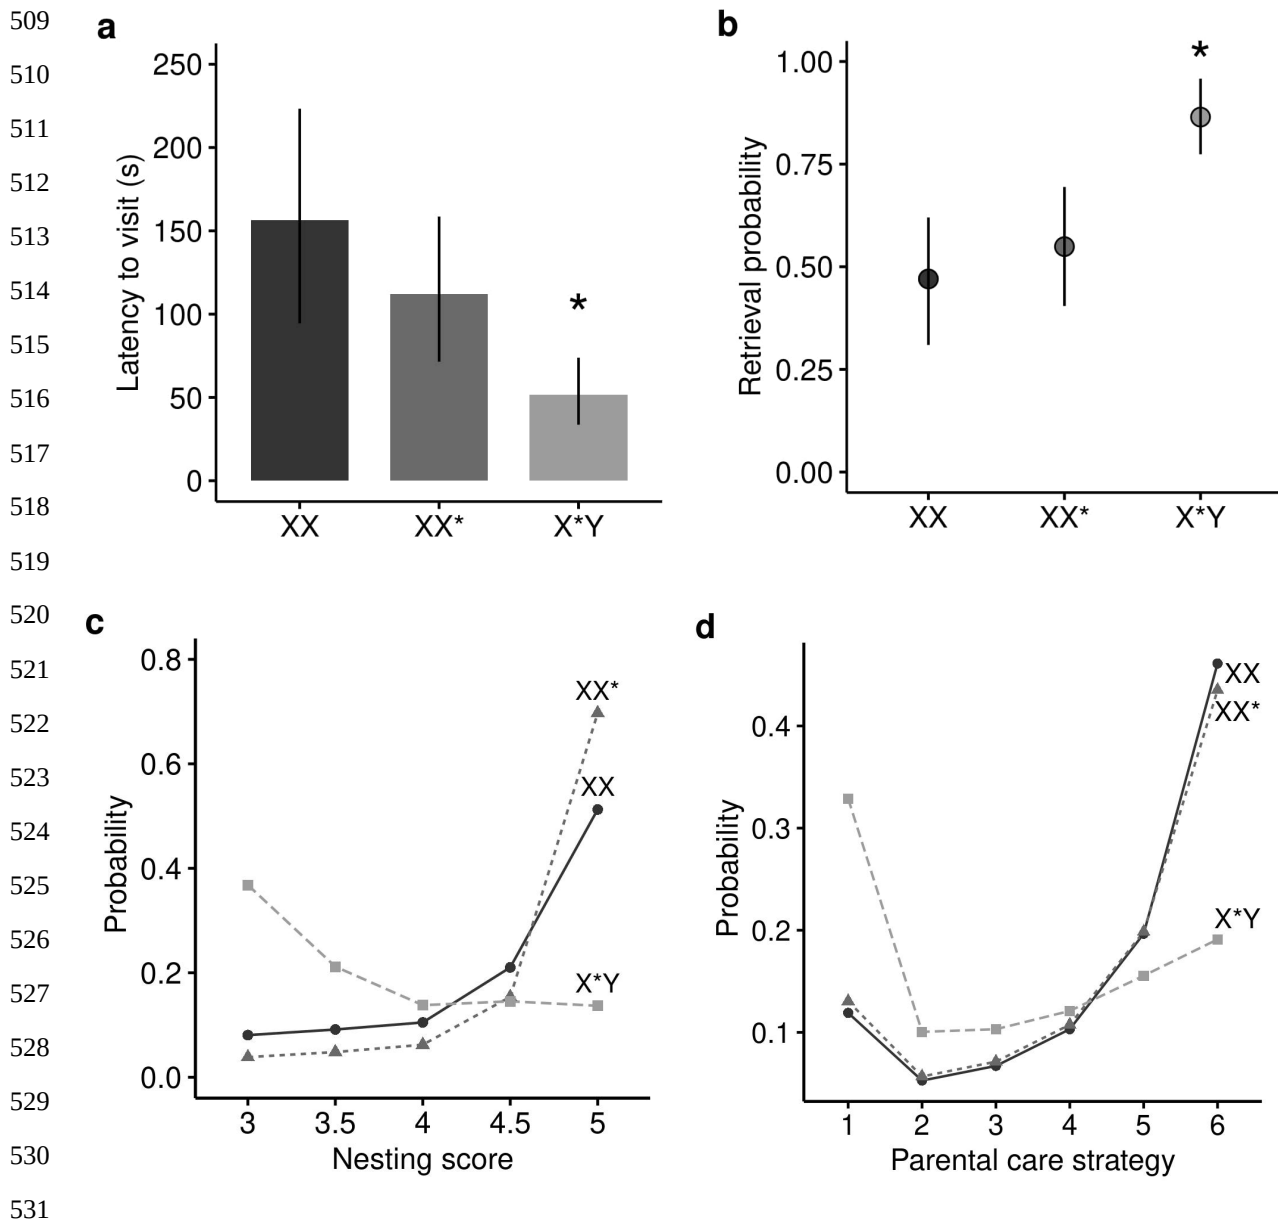 509
510
511
512
513
514
515
516
517
518
519
520
521
522
523
524
525
526
527
528
529
530
531
a
Latency to visit (s)
250
200
150
100
50
0
*
XX
XX*
X*Y
b
Retrieval probability
1.00
0.75
0.50
0.25
0.00
*
XX
XX*
X*Y
c
Probability
0.8
0.6
0.4
0.2
0.0
XX*
XX
X*Y
3
3.5
4
4.5
5
Nesting score
d
Probability
0.4
0.3
0.2
0.1
XX
XX*
X*Y
1
2
3
4
5
6
Parental care strategy